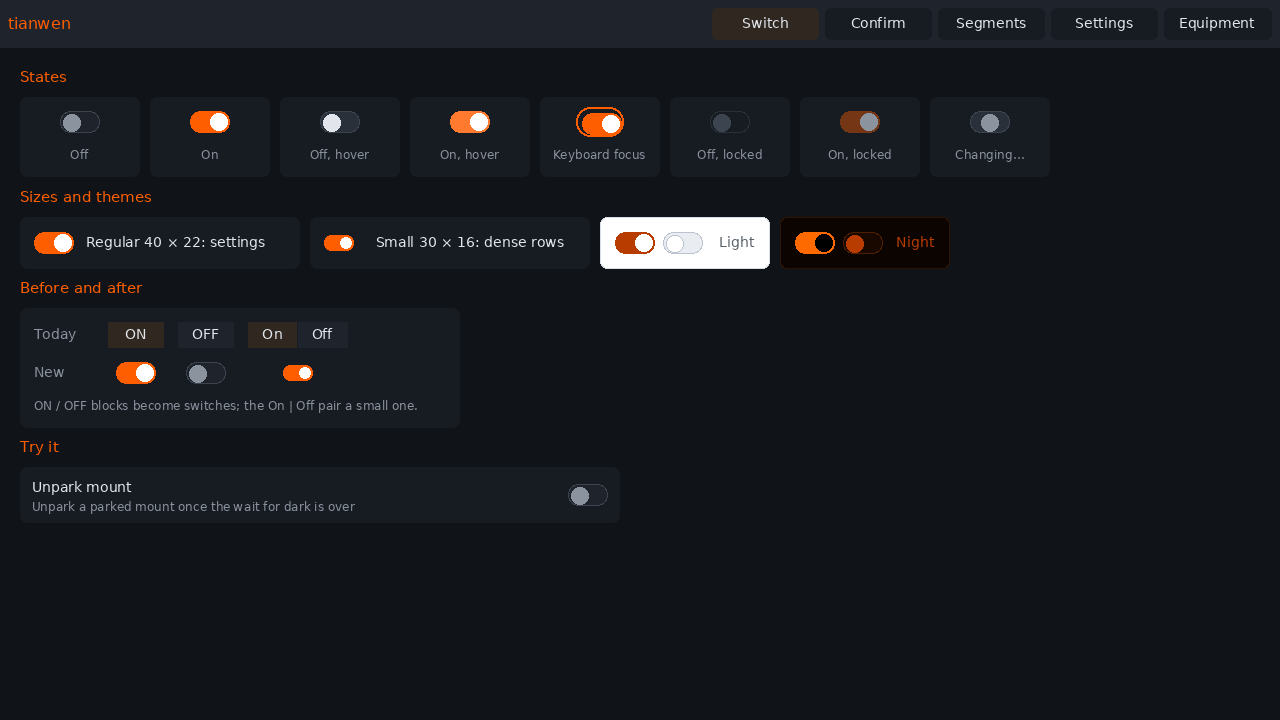 tianwen
Switch Confirm Segments Settings Equipment
States
Off On Off, hover On, hover Keyboard focus Off, locked On, locked Changing...
Sizes and themes
Regular 40 × 22: settings Small 30 × 16: dense rows Light Night
Before and after
Today ON OFF On Off
New
ON / OFF blocks become switches; the On | Off pair a small one.
Try it
Unpark mount
Unpark a parked mount once the wait for dark is over